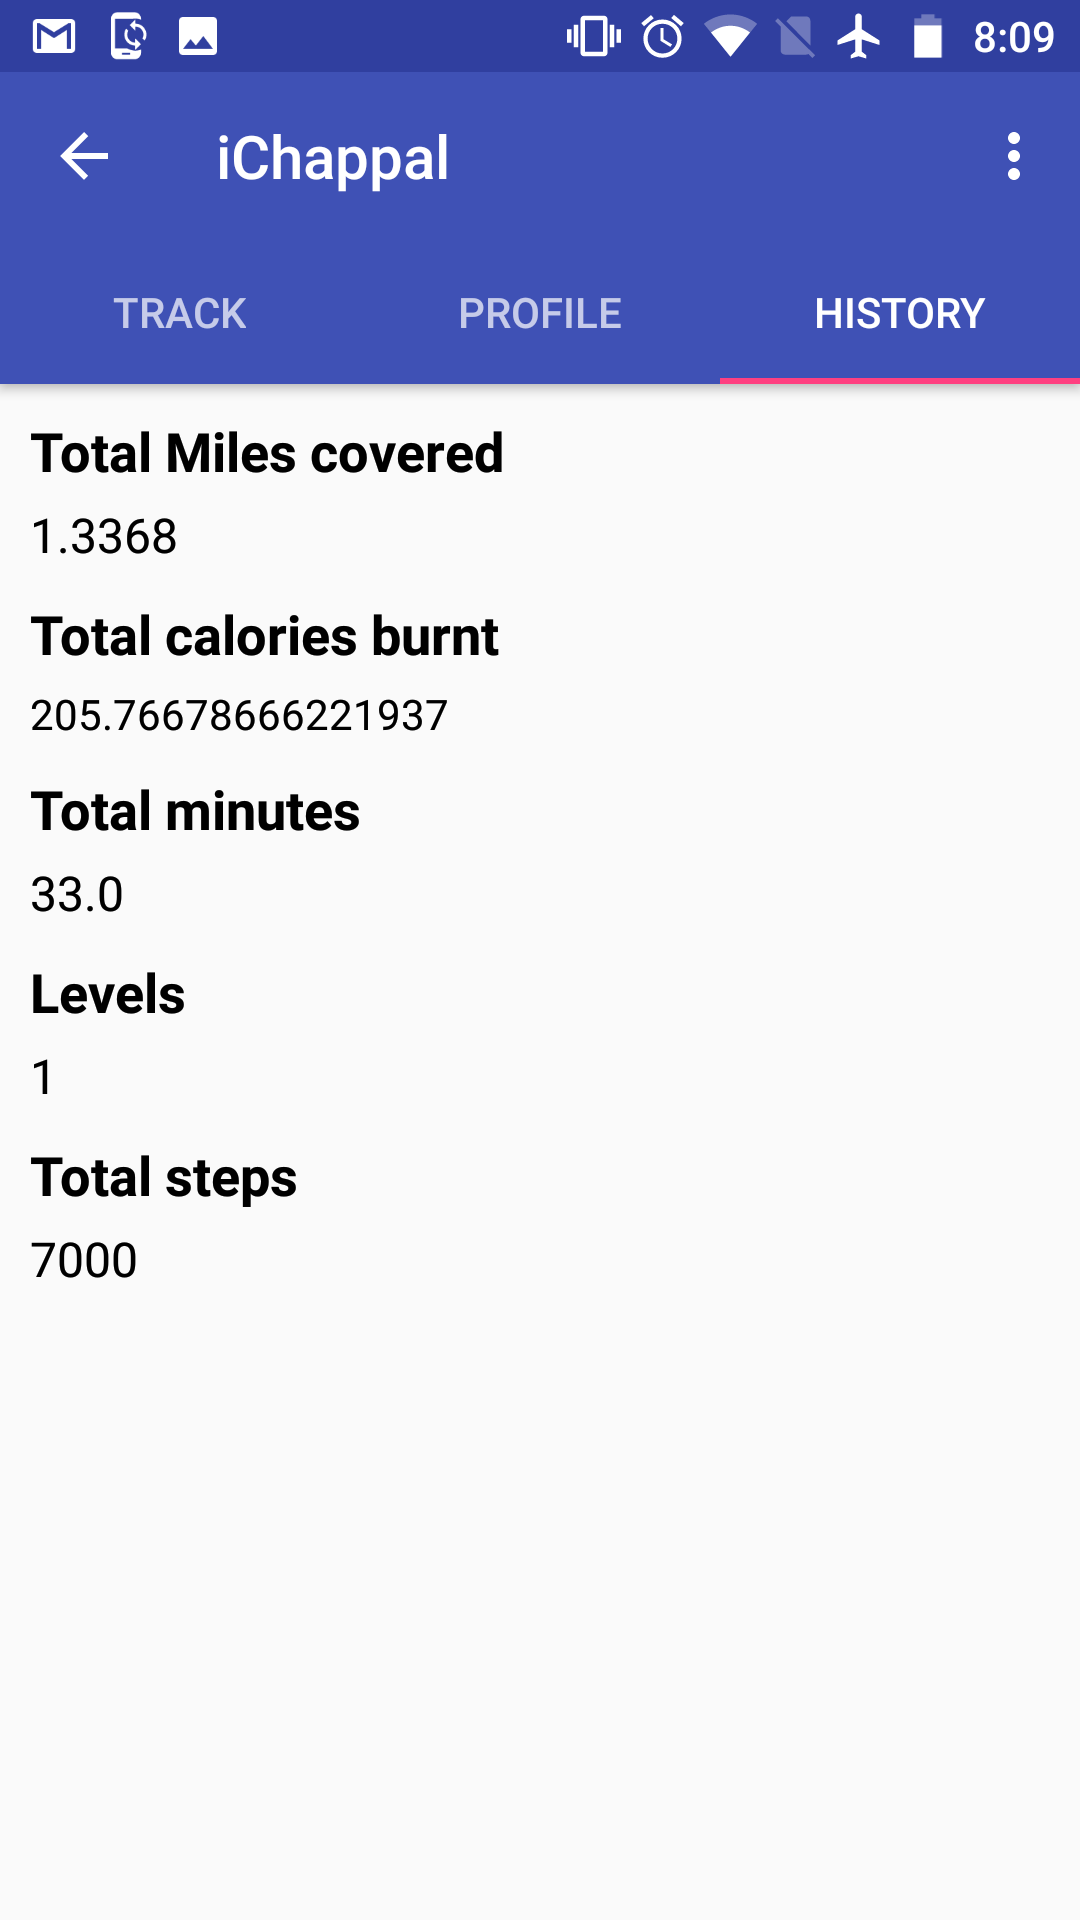 8:09
iChappal
TRACK PROFILE HISTORY
Total Miles covered
1.3368
Total calories burnt
205.76678666221937
Total minutes
33.0
Levels
1
Total steps
7000